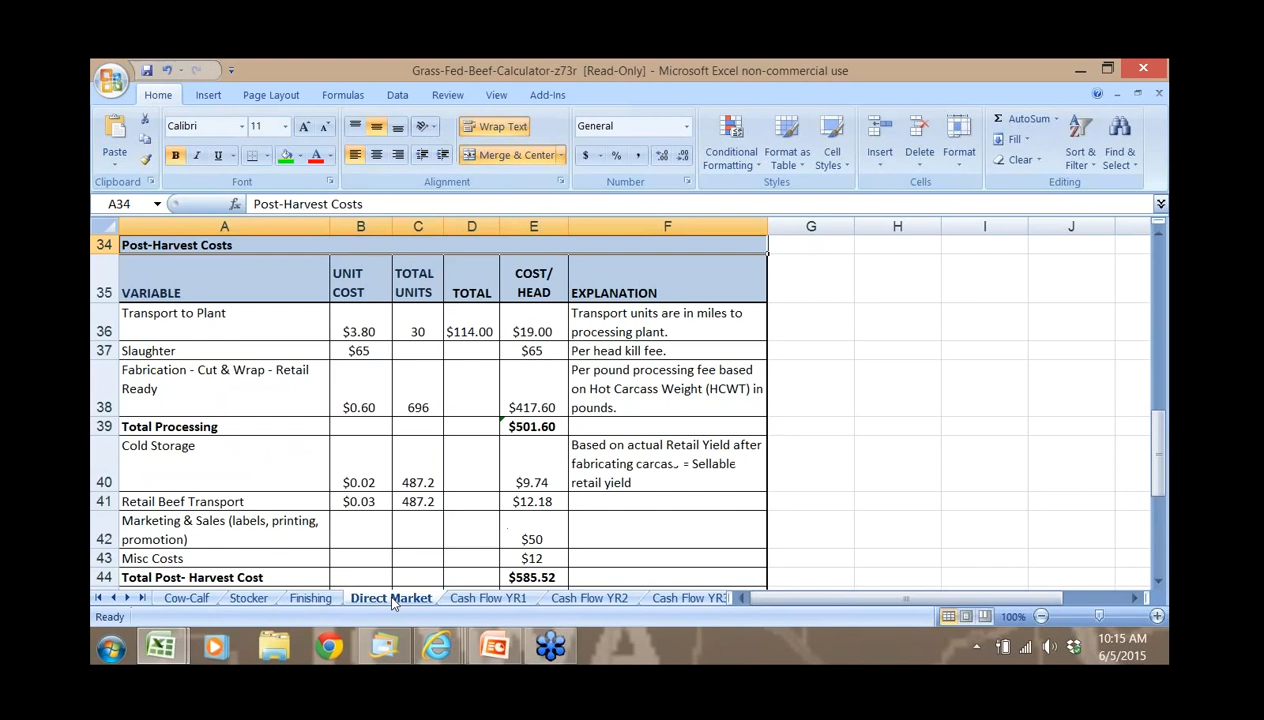 Grass-Fed-Beef-Calculator-z73r [Read-Only] - Microsoft Excel non-commercial use
Home Insert Page Layout Formulas Data Review View Add-Ins
Calibri 11 Wrap Text General AutoSum
Fill
Paste B I U Merge & Center $ % , Conditional Formatting Format as Table Cell Styles Insert Delete Format Clear Sort & Filter Find & Select
Clipboard Font Alignment Number Styles Cells Editing
A34 fx Post-Harvest Costs
A B C D E F G H I J
34 Post-Harvest Costs
35 VARIABLE UNIT COST TOTAL UNITS TOTAL COST/ HEAD EXPLANATION
36 Transport to Plant $3.80 30 $114.00 $19.00 Transport units are in miles to processing plant.
37 Slaughter $65 $65 Per head kill fee.
38 Fabrication - Cut & Wrap - Retail Ready $0.60 696 $417.60 Per pound processing fee based on Hot Carcass Weight (HCWT) in pounds.
39 Total Processing $501.60
40 Cold Storage $0.02 487.2 $9.74 Based on actual Retail Yield after fabricating = Sellable retail yield
41 Retail Beef Transport $0.03 487.2 $12.18
42 Marketing & Sales (labels, printing, promotion) $50
43 Misc Costs $12
44 Total Post- Harvest Cost $585.52
Cow-Calf Stocker Finishing Direct Market Cash Flow YR1 Cash Flow YR2 Cash Flow YR3
Ready 100%
10:15 AM
6/5/2015